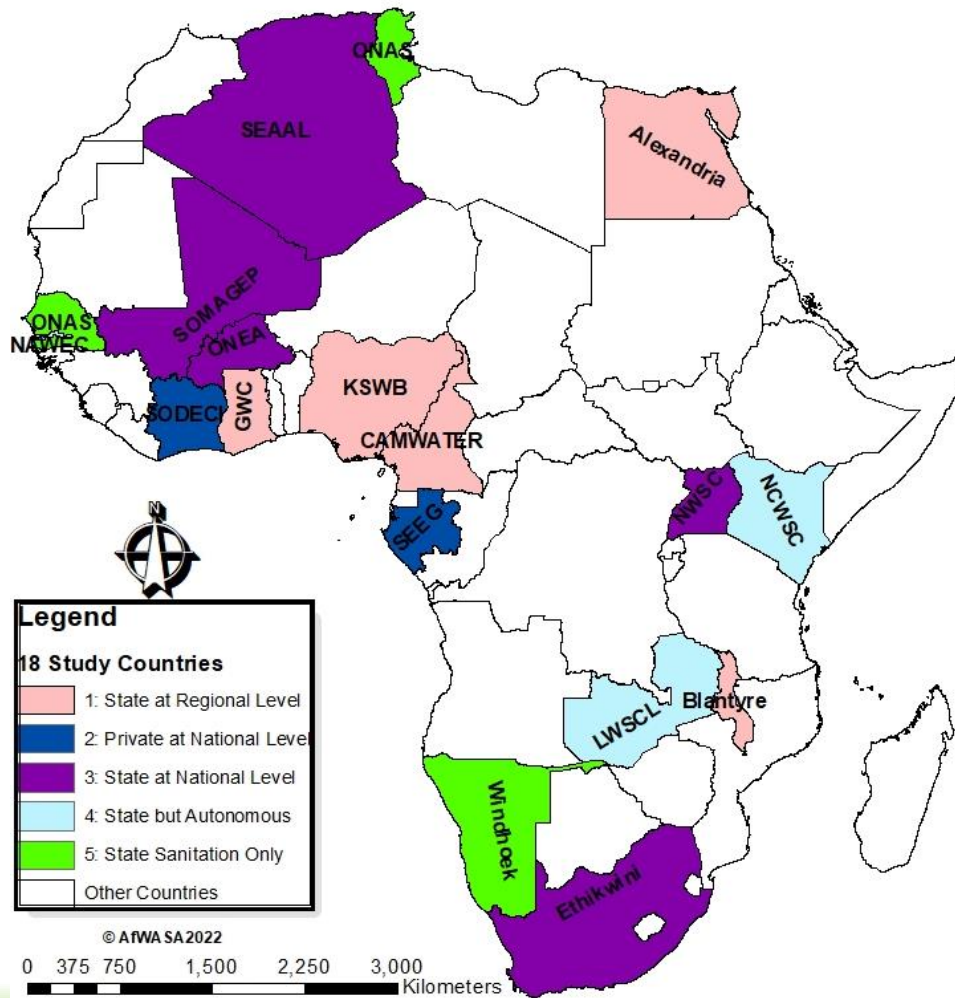 ONAS
SEAAL
Alexandria
SOMAGEP
ONAS
NAWEC
ONEA
SODECI
GWC
KSWB
CAMWATER
SEEG
NWSC
NCWSC
N
Blantyre
LWSCL
Windhoek
Ethikwini
Legend
18 Study Countries
1: State at Regional Level
2: Private at National Level
3: State at National Level
4: State but Autonomous
5: State Sanitation Only
Other Countries
© AfWASA2022
0 375 750 1,500 2,250 3,000
Kilometers